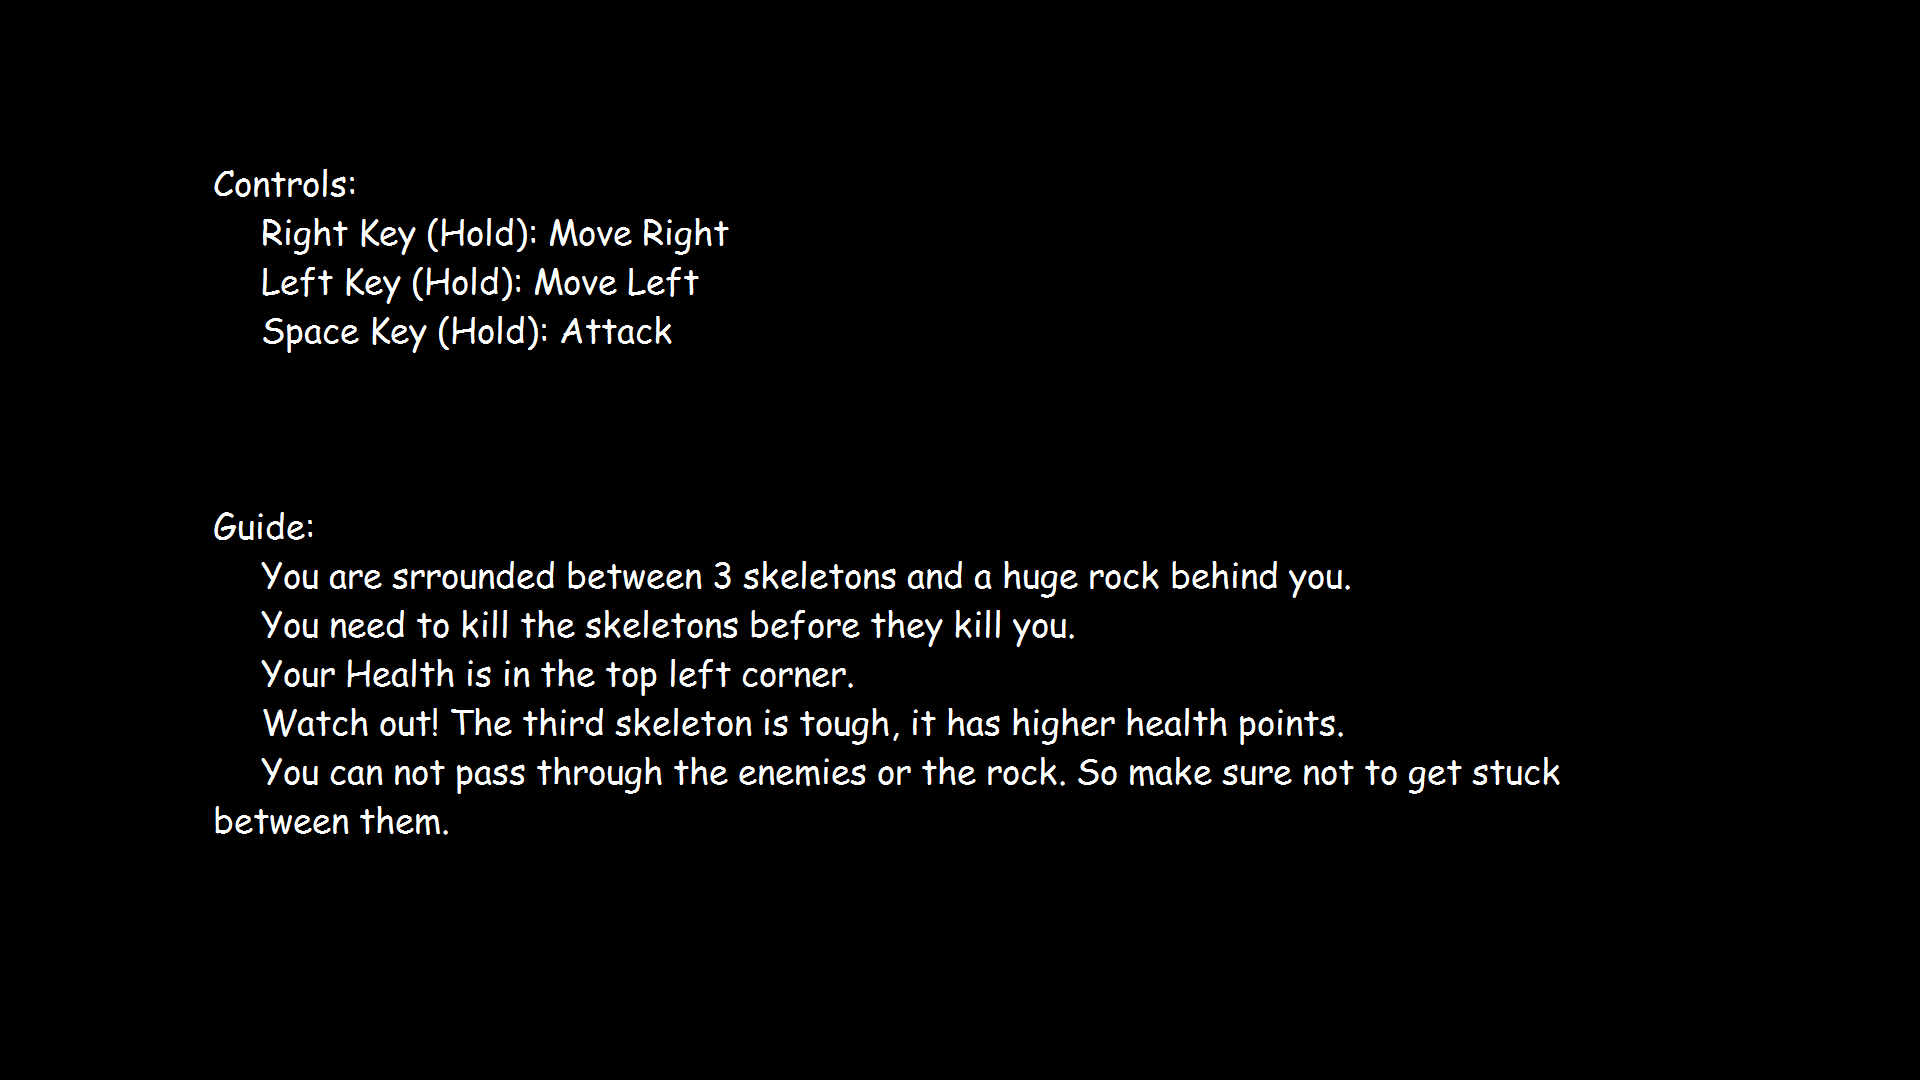 Controls:
Right Key (Hold): Move Right
Left Key (Hold): Move Left
Space Key (Hold): Attack
Guide:
You are srrounded between 3 skeletons and a huge rock behind you.
You need to kill the skeletons before they kill you.
Your Health is in the top left corner.
Watch out! The third skeleton is tough, it has higher health points.
You can not pass through the enemies or the rock. So make sure not to get stuck
between them.